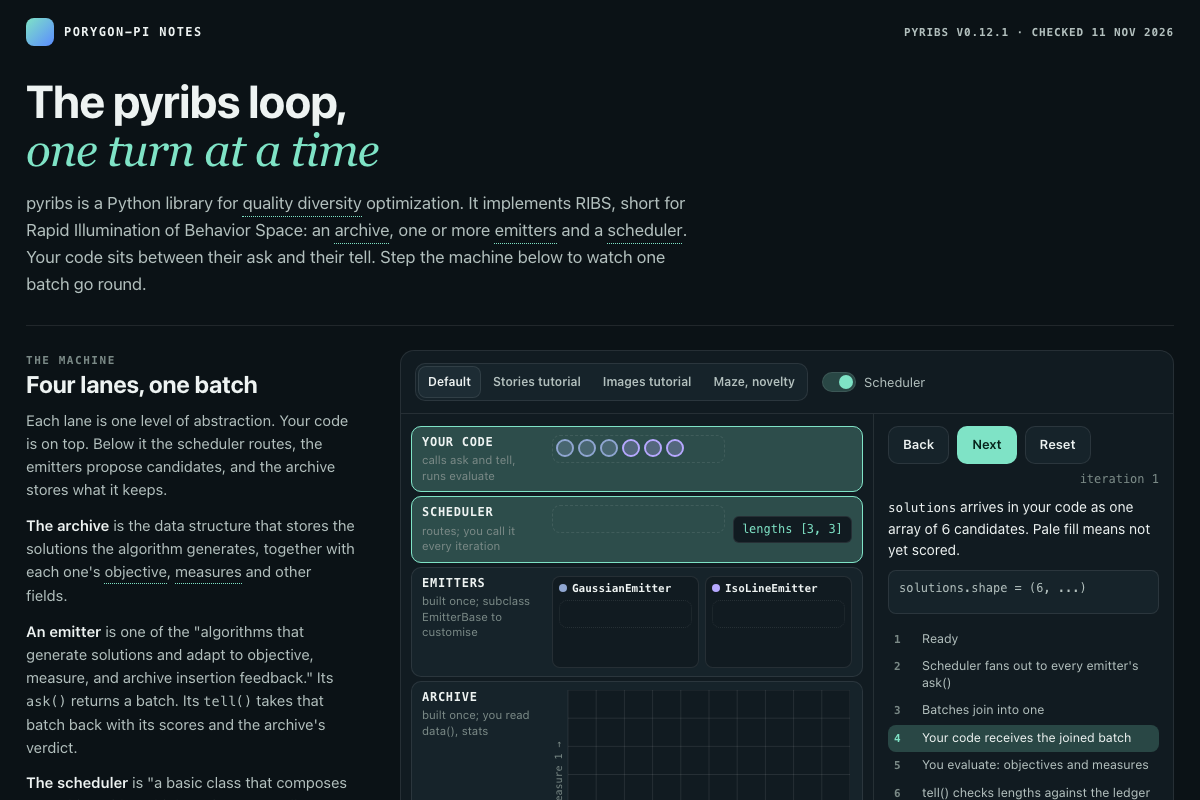 PORYGON-PI NOTES
PYRIBS V0.12.1 · CHECKED 11 NOV 2026
The pyribs loop,
one turn at a time
pyribs is a Python library for quality diversity optimization. It implements RIBS, short for
Rapid Illumination of Behavior Space: an archive, one or more emitters and a scheduler.
Your code sits between their ask and their tell. Step the machine below to watch one
batch go round.
THE MACHINE
Four lanes, one batch
Each lane is one level of abstraction. Your code
is on top. Below it the scheduler routes, the
emitters propose candidates, and the archive
stores what it keeps.
The archive is the data structure that stores the
solutions the algorithm generates, together with
each one's objective, measures and other
fields.
An emitter is one of the "algorithms that
generate solutions and adapt to objective,
measure, and archive insertion feedback." Its
ask() returns a batch. Its tell() takes that
batch back with its scores and the archive's
verdict.
The scheduler is "a basic class that composes
Default
Stories tutorial
Images tutorial
Maze, novelty
Scheduler
YOUR CODE
calls ask and tell,
runs evaluate
SCHEDULER
routes; you call it
every iteration
lengths [3, 3]
EMITTERS
built once; subclass
EmitterBase to
customise
GaussianEmitter
IsoLineEmitter
ARCHIVE
built once; you read
data(), stats
easure 1 →
Back
Next
Reset
iteration 1
solutions arrives in your code as one
array of 6 candidates. Pale fill means not
yet scored.
solutions.shape = (6, ...)
1 Ready
2 Scheduler fans out to every emitter's
ask()
3 Batches join into one
4 Your code receives the joined batch
5 You evaluate: objectives and measures
6 tell() checks lengths against the ledger